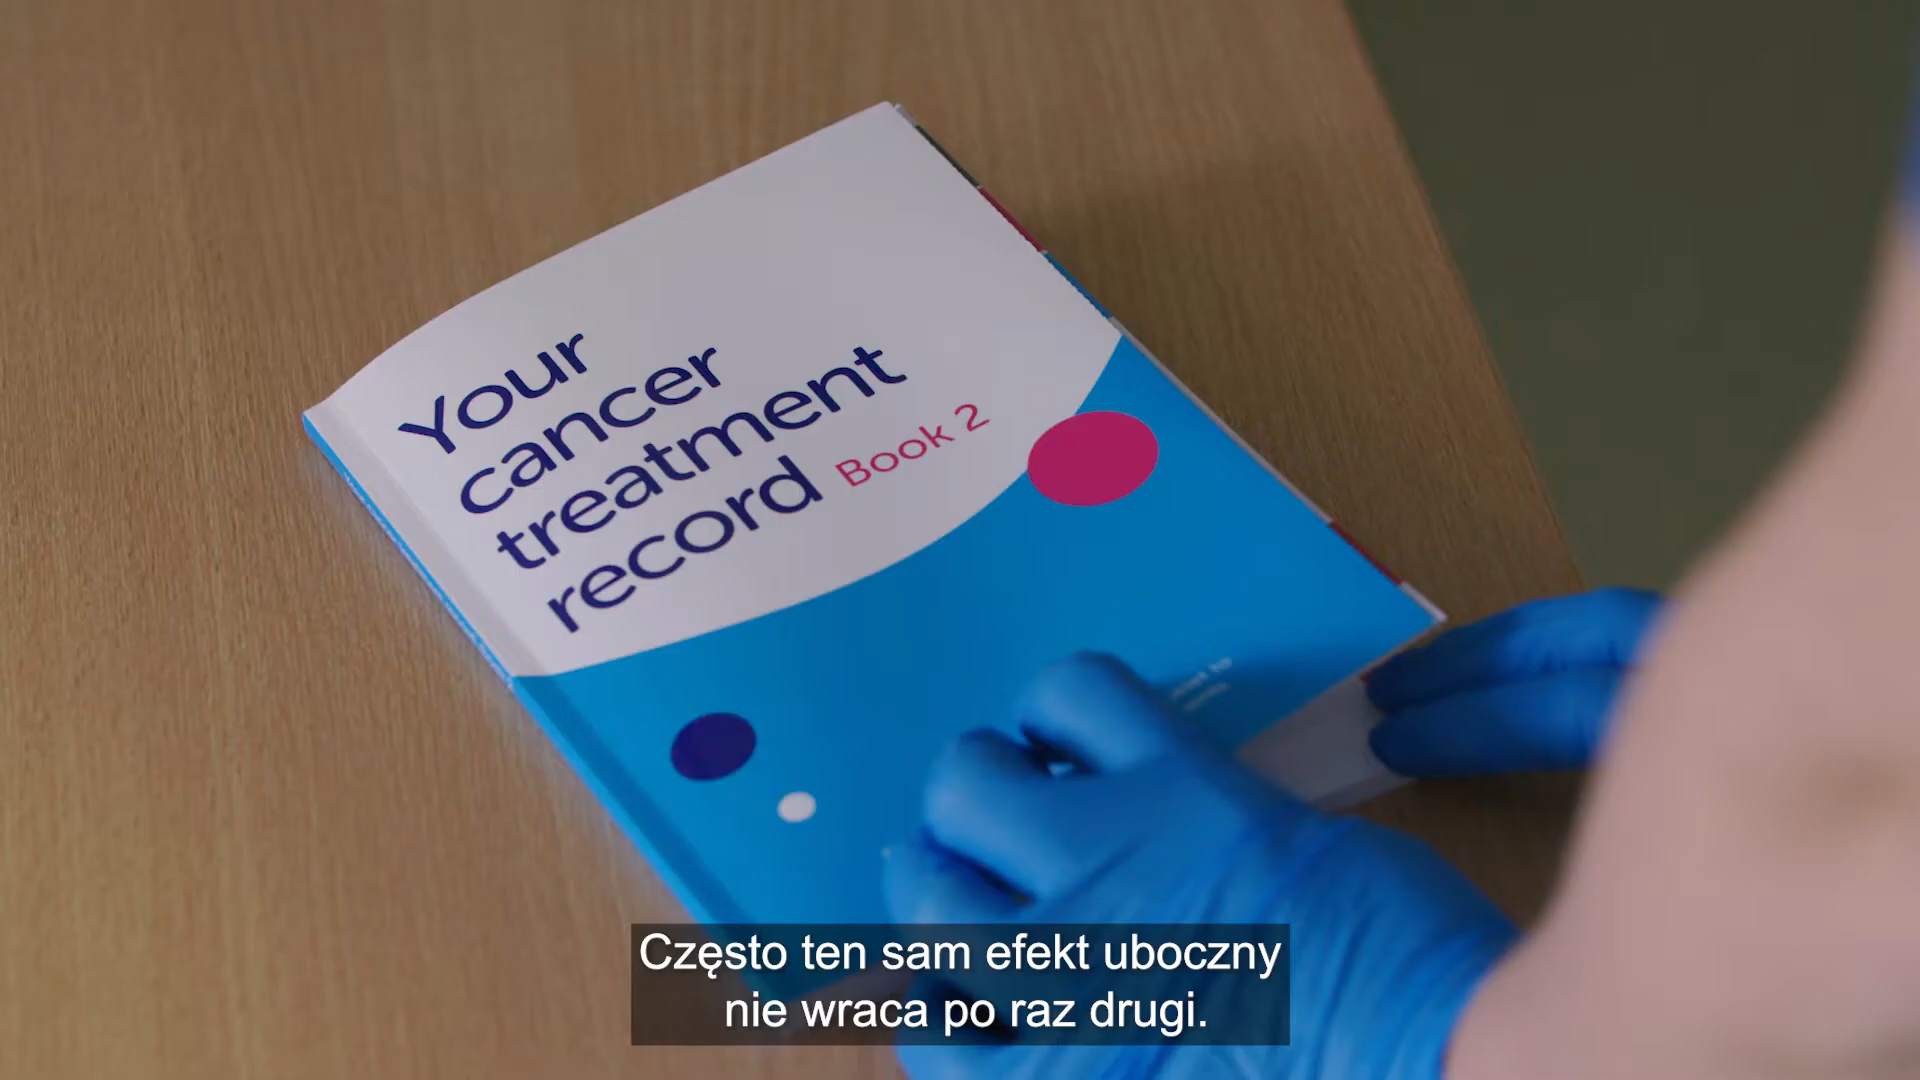 Your
cancer
treatment
record Book 2
Często ten sam efekt uboczny
nie wraca po raz drugi.